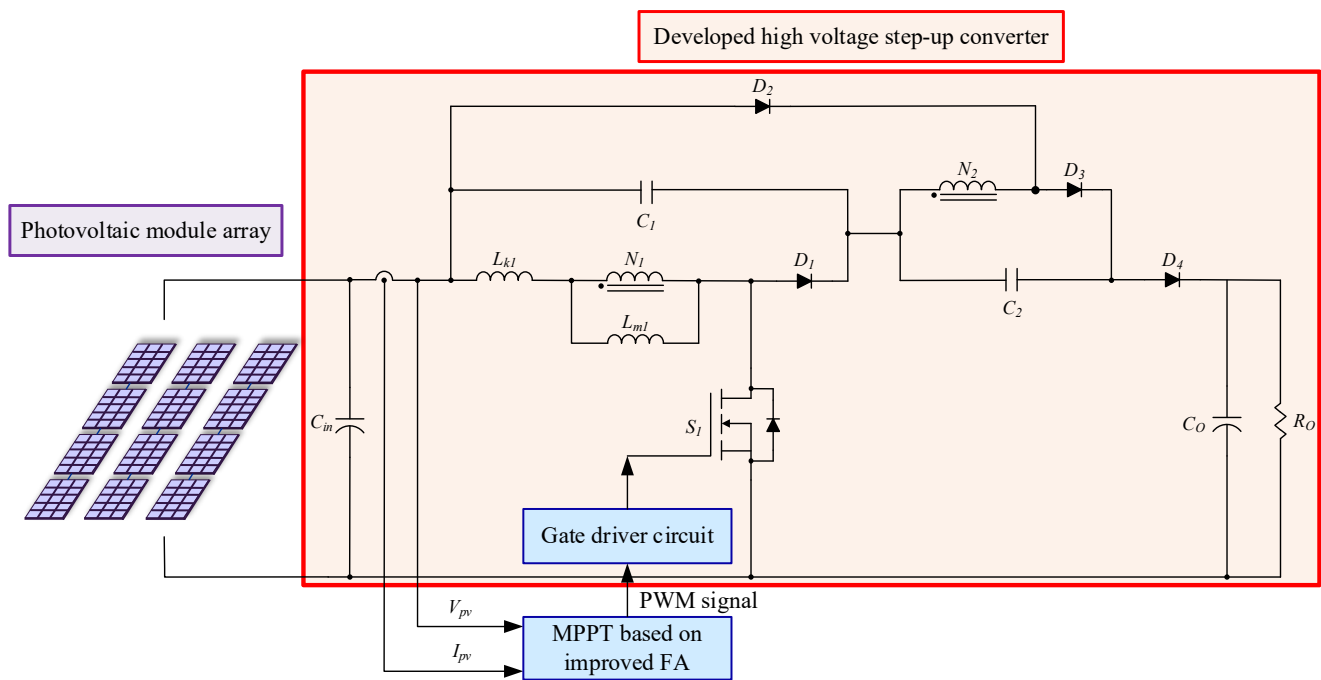 Developed high voltage step-up converter
D2
N2
D3
C1
Photovoltaic module array
Lk1
N1
D1
D4
C2
Lm1
Cin
S1
CO
RO
Gate driver circuit
PWM signal
Vpv
MPPT based on
improved FA
Ipv